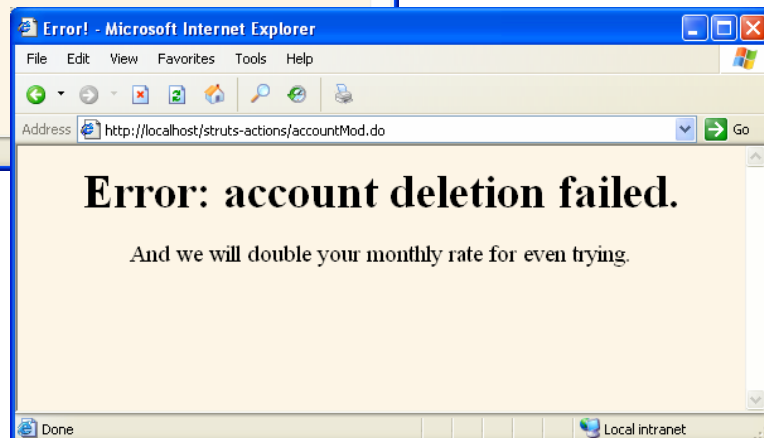 Error! - Microsoft Internet Explorer
File Edit View Favorites Tools Help
Address http://localhost/struts-actions/accountMod.do Go
Error: account deletion failed.
And we will double your monthly rate for even trying.
Done Local intranet